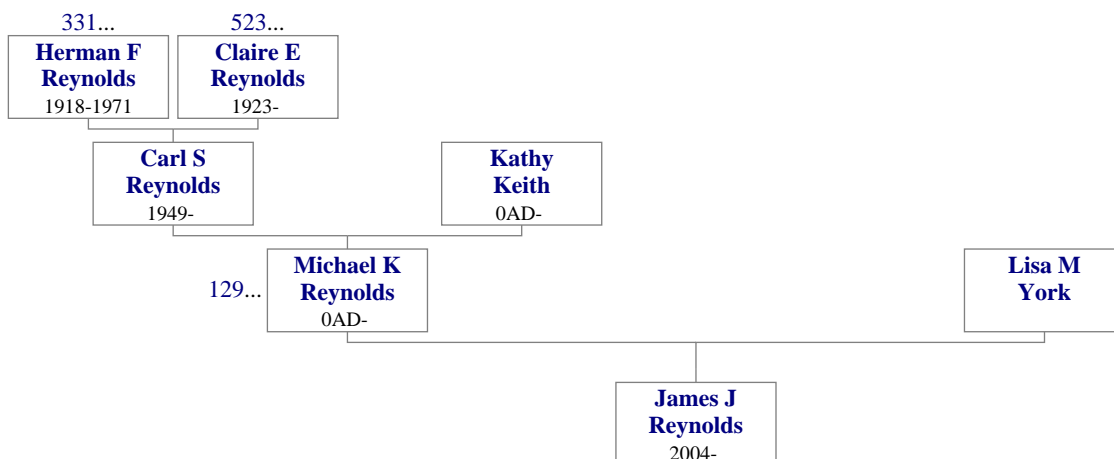 331...
523...
Herman F
Reynolds
1918-1971
Claire E
Reynolds
1923-
Carl S
Reynolds
1949-
Kathy
Keith
0AD-
129...
Michael K
Reynolds
0AD-
Lisa M
York
James J
Reynolds
2004-